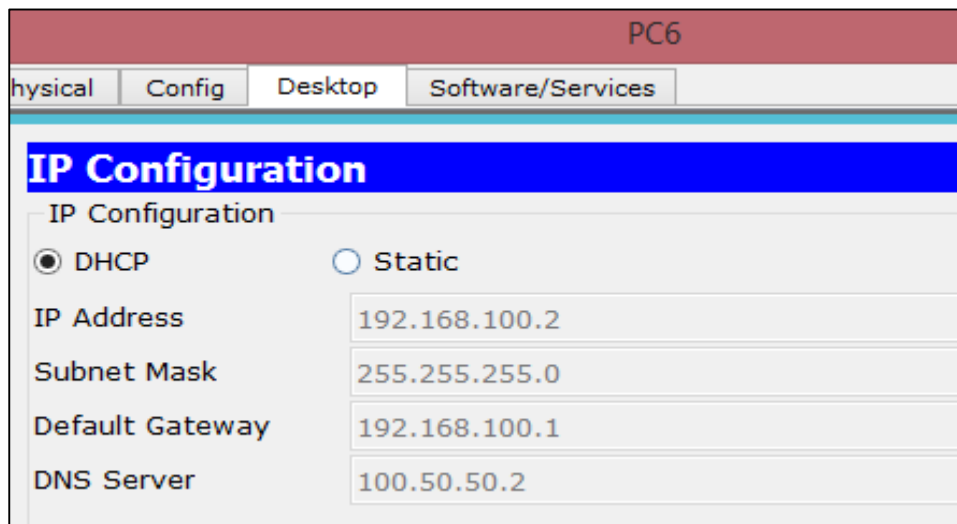 PC6
hysical Config Desktop Software/Services
IP Configuration
IP Configuration
DHCP Static
IP Address 192.168.100.2
Subnet Mask 255.255.255.0
Default Gateway 192.168.100.1
DNS Server 100.50.50.2